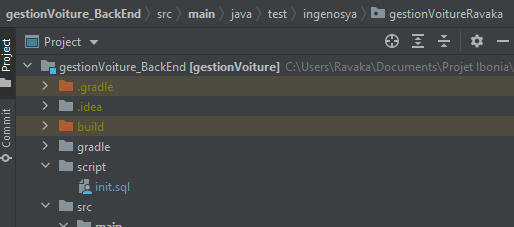 gestionVoiture_BackEnd > src > main > java > test > ingenosya > gestionVoitureRavaka
Project
Project
gestionVoiture_BackEnd [gestionVoiture] C:\Users\Ravaka\Documents\Projet Ibonia\
.gradle
.idea
build
gradle
script
init.sql
src
main
Commit